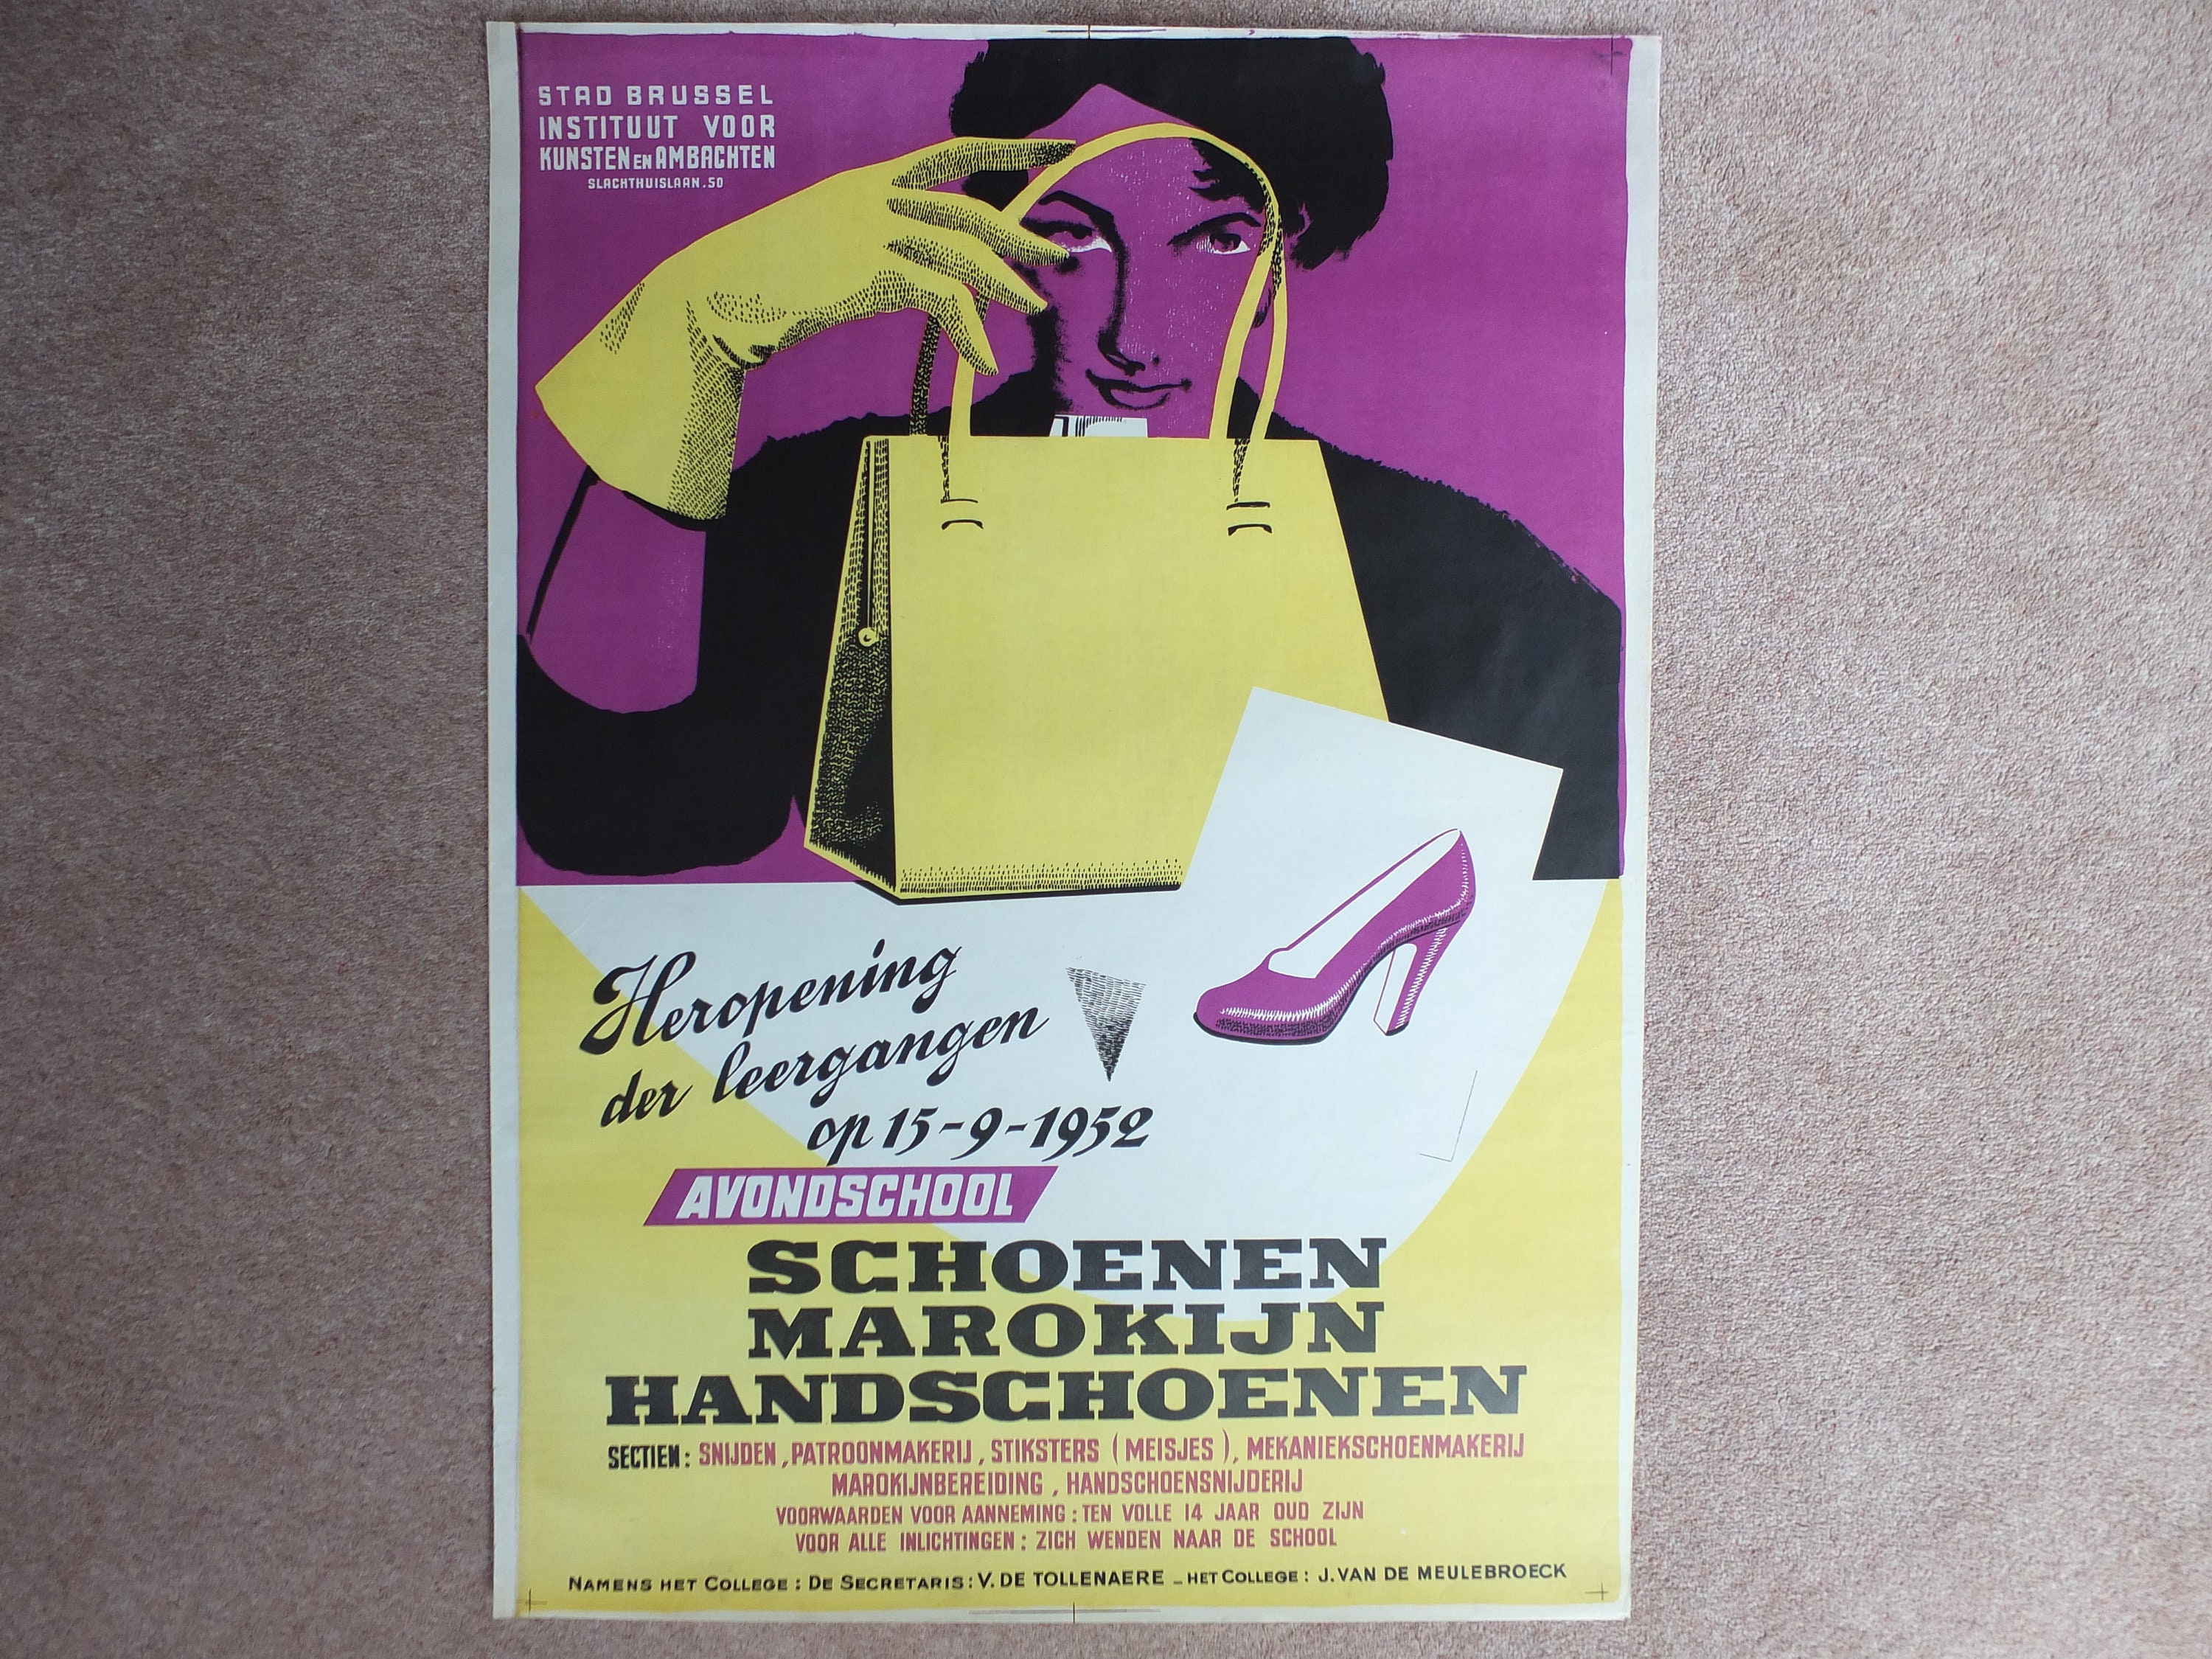 STAD BRUSSEL
INSTITUUT VOOR
KUNSTEN EN AMBACHTEN
SLACHTHUISLAAN.50
Heropening
der leergangen
op 15-9-1952
AVONDSCHOOL
SCHOENEN
MAROKIJN
HANDSCHOENEN
SECTIEN: SNIJDEN, PATROONMAKERIJ, STIKSTERS (MEISJES), MEKANIEKSCHOENMAKERIJ
MAROKIJNBEREIDING, HANDSCHOENSNIJDERIJ
VOORWAARDEN VOOR AANNEMING: TEN VOLLE 14 JAAR OUD ZIJN
VOOR ALLE INLICHTINGEN: ZICH WENDEN NAAR DE SCHOOL
NAMENS HET COLLEGE: DE SECRETARIS: V. DE TOLLENAERE _ HET COLLEGE: J. VAN DE MEULEBROECK